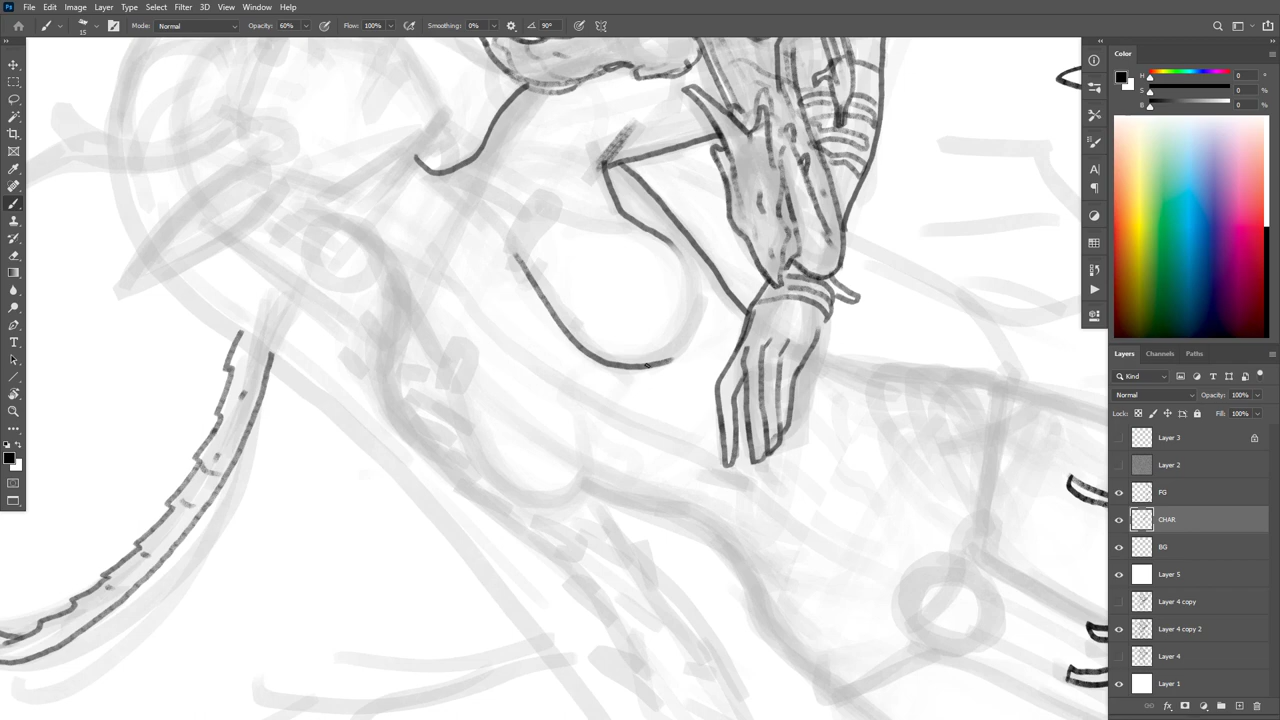 Ps File Edit Image Layer Type Select Filter 3D View Window Help
15 Mode: Normal Opacity: 60% Flow: 100% Smoothing: 0% 90°
Color
H 0 °
S 0 %
B 0 %
Layers Channels Paths
Kind
Normal Opacity: 100%
Lock: Fill: 100%
Layer 3
Layer 2
FG
CHAR
BG
Layer 5
Layer 4 copy
Layer 4 copy 2
Layer 4
Layer 1